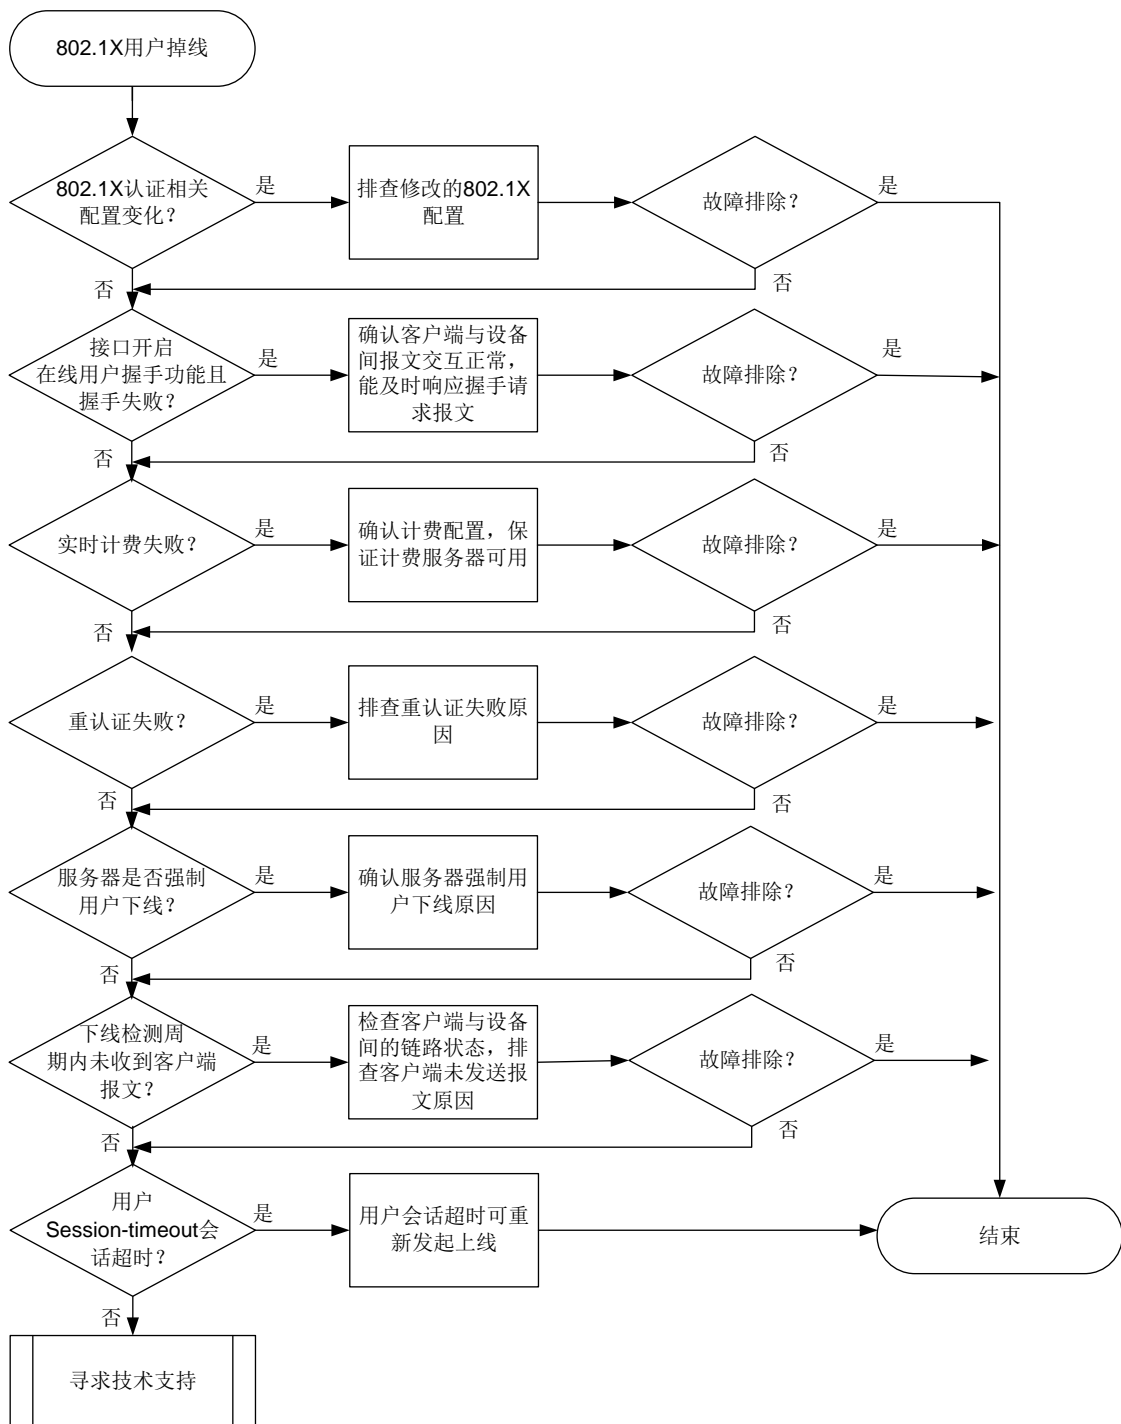 802.1X用户掉线
802.1X认证相关
配置变化？
是
排查修改的802.1X
配置
故障排除？
是
否
否
接口开启
在线用户握手功能且
握手失败？
是
确认客户端与设备
间报文交互正常，
能及时响应握手请
求报文
故障排除？
是
否
否
实时计费失败？
是
确认计费配置，保
证计费服务器可用
故障排除？
是
否
否
重认证失败？
是
排查重认证失败原
因
故障排除？
是
否
否
服务器是否强制
用户下线？
是
确认服务器强制用
户下线原因
故障排除？
是
否
否
下线检测周
期内未收到客户端
报文？
是
检查客户端与设备
间的链路状态，排
查客户端未发送报
文原因
故障排除？
是
否
否
用户
Session-timeout会
话超时？
是
用户会话超时可重
新发起上线
结束
否
寻求技术支持